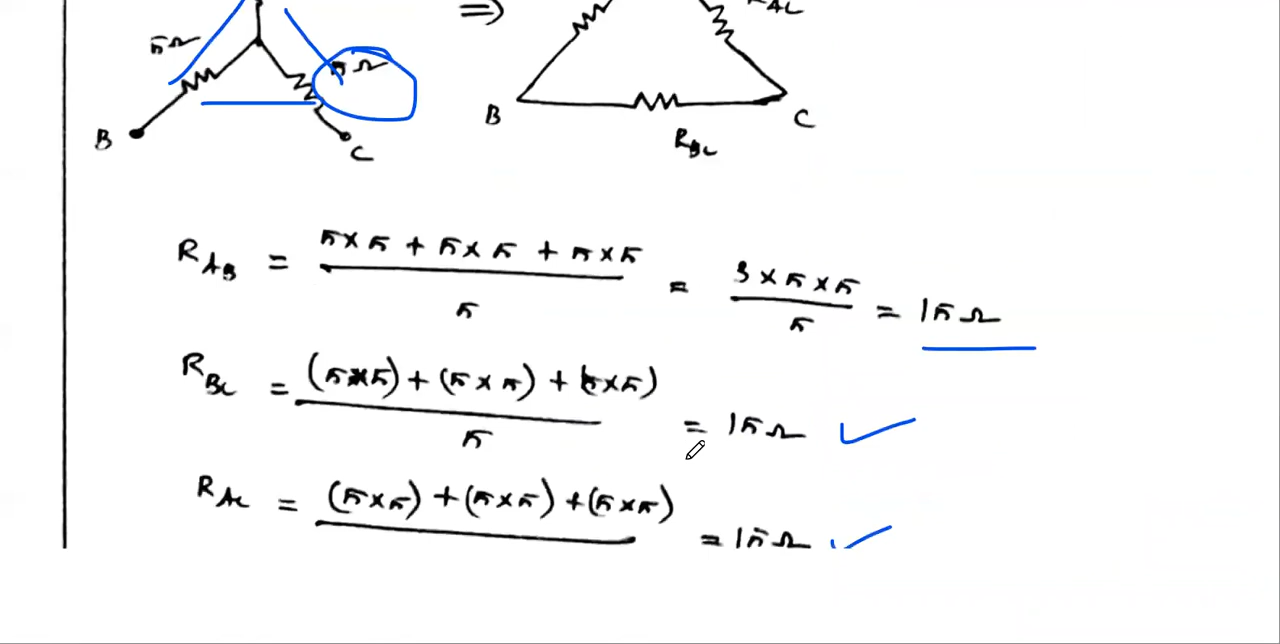 5Ω
5Ω
⇒
R_AC
B
C
B
C
R_BC
R_AB = 5×5 + 5×5 + 5×5 / 5 = 3×5×5 / 5 = 15Ω
R_BC = (5×5) + (5×5) + (5×5) / 5 = 15Ω
R_AC = (5×5) + (5×5) + (5×5) = 15Ω